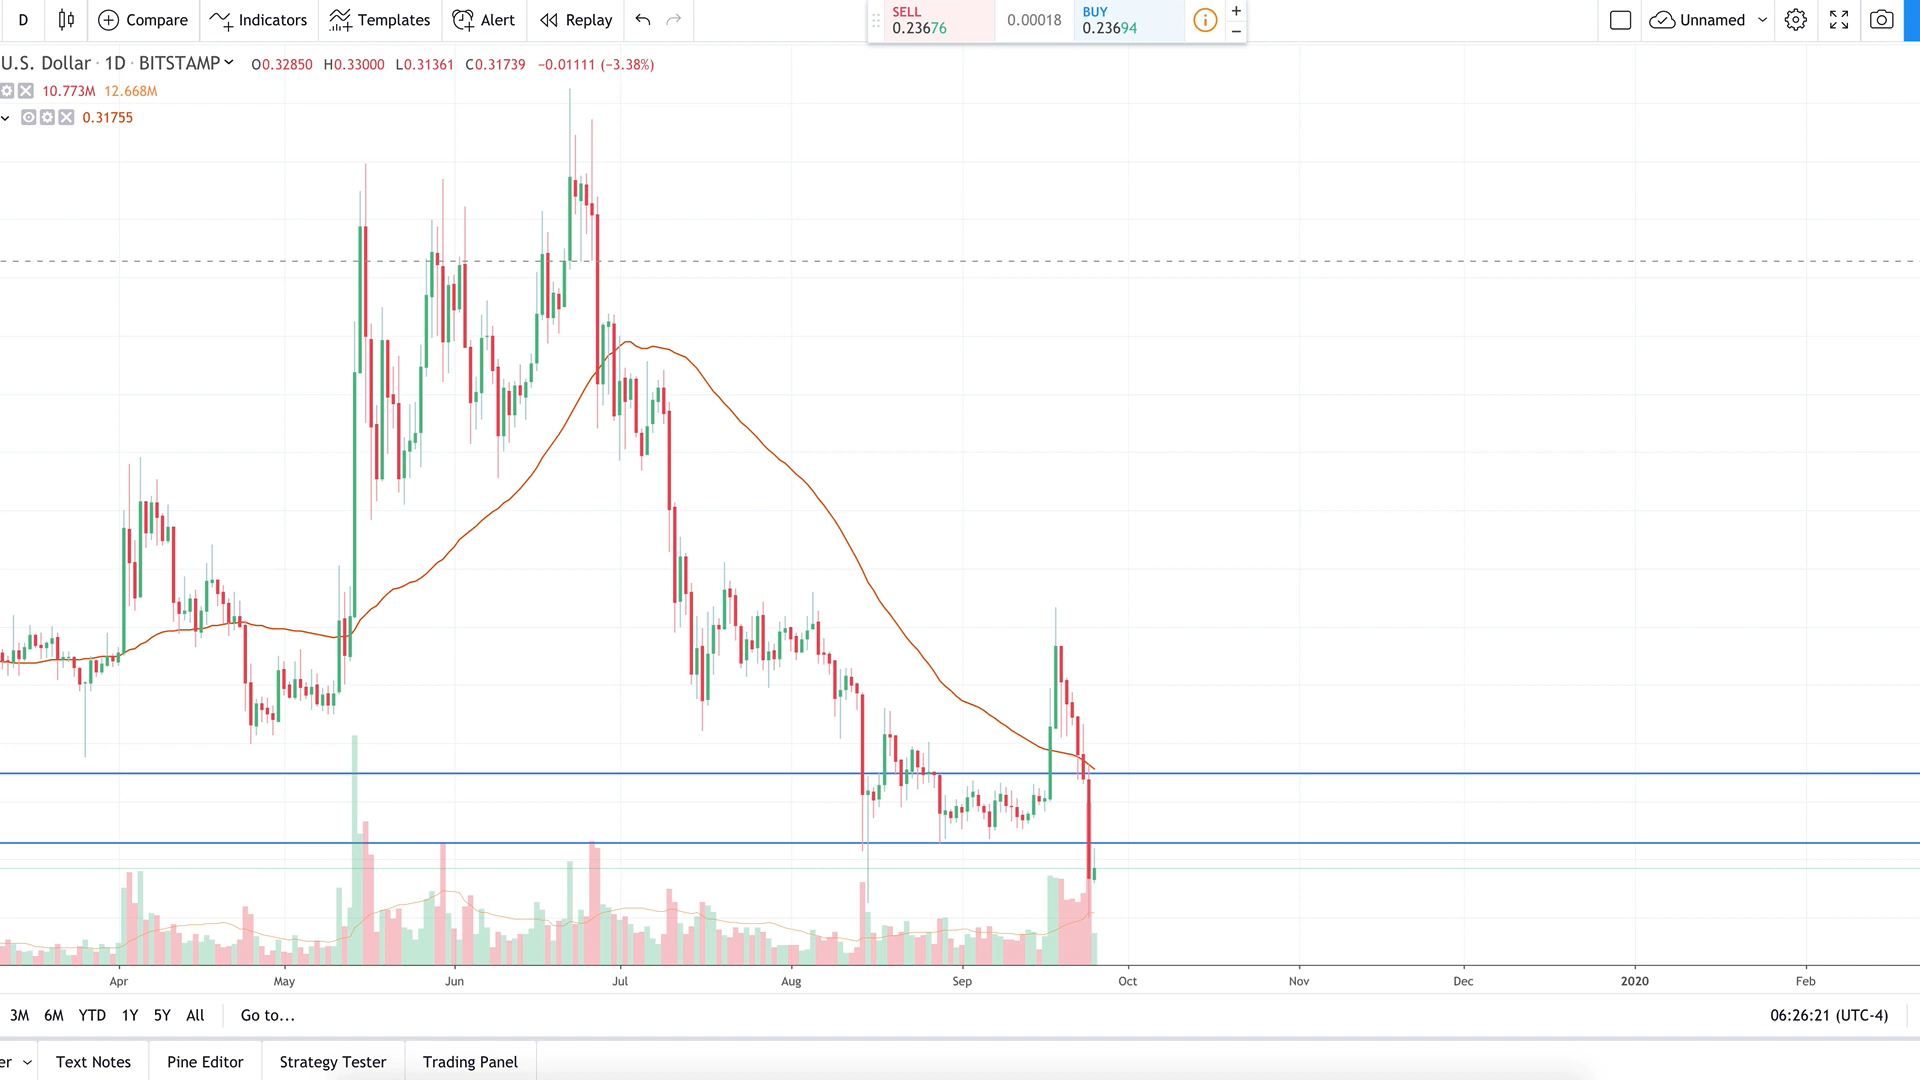 D Compare Indicators Templates Alert Replay SELL 0.23676 0.00018 BUY 0.23694 + − Unnamed
U.S. Dollar · 1D · BITSTAMP O0.32850 H0.33000 L0.31361 C0.31739 −0.01111 (−3.38%)
10.773M 12.668M
0.31755
Apr May Jun Jul Aug Sep Oct Nov Dec 2020 Feb
3M 6M YTD 1Y 5Y All Go to... 06:26:21 (UTC-4)
er Text Notes Pine Editor Strategy Tester Trading Panel